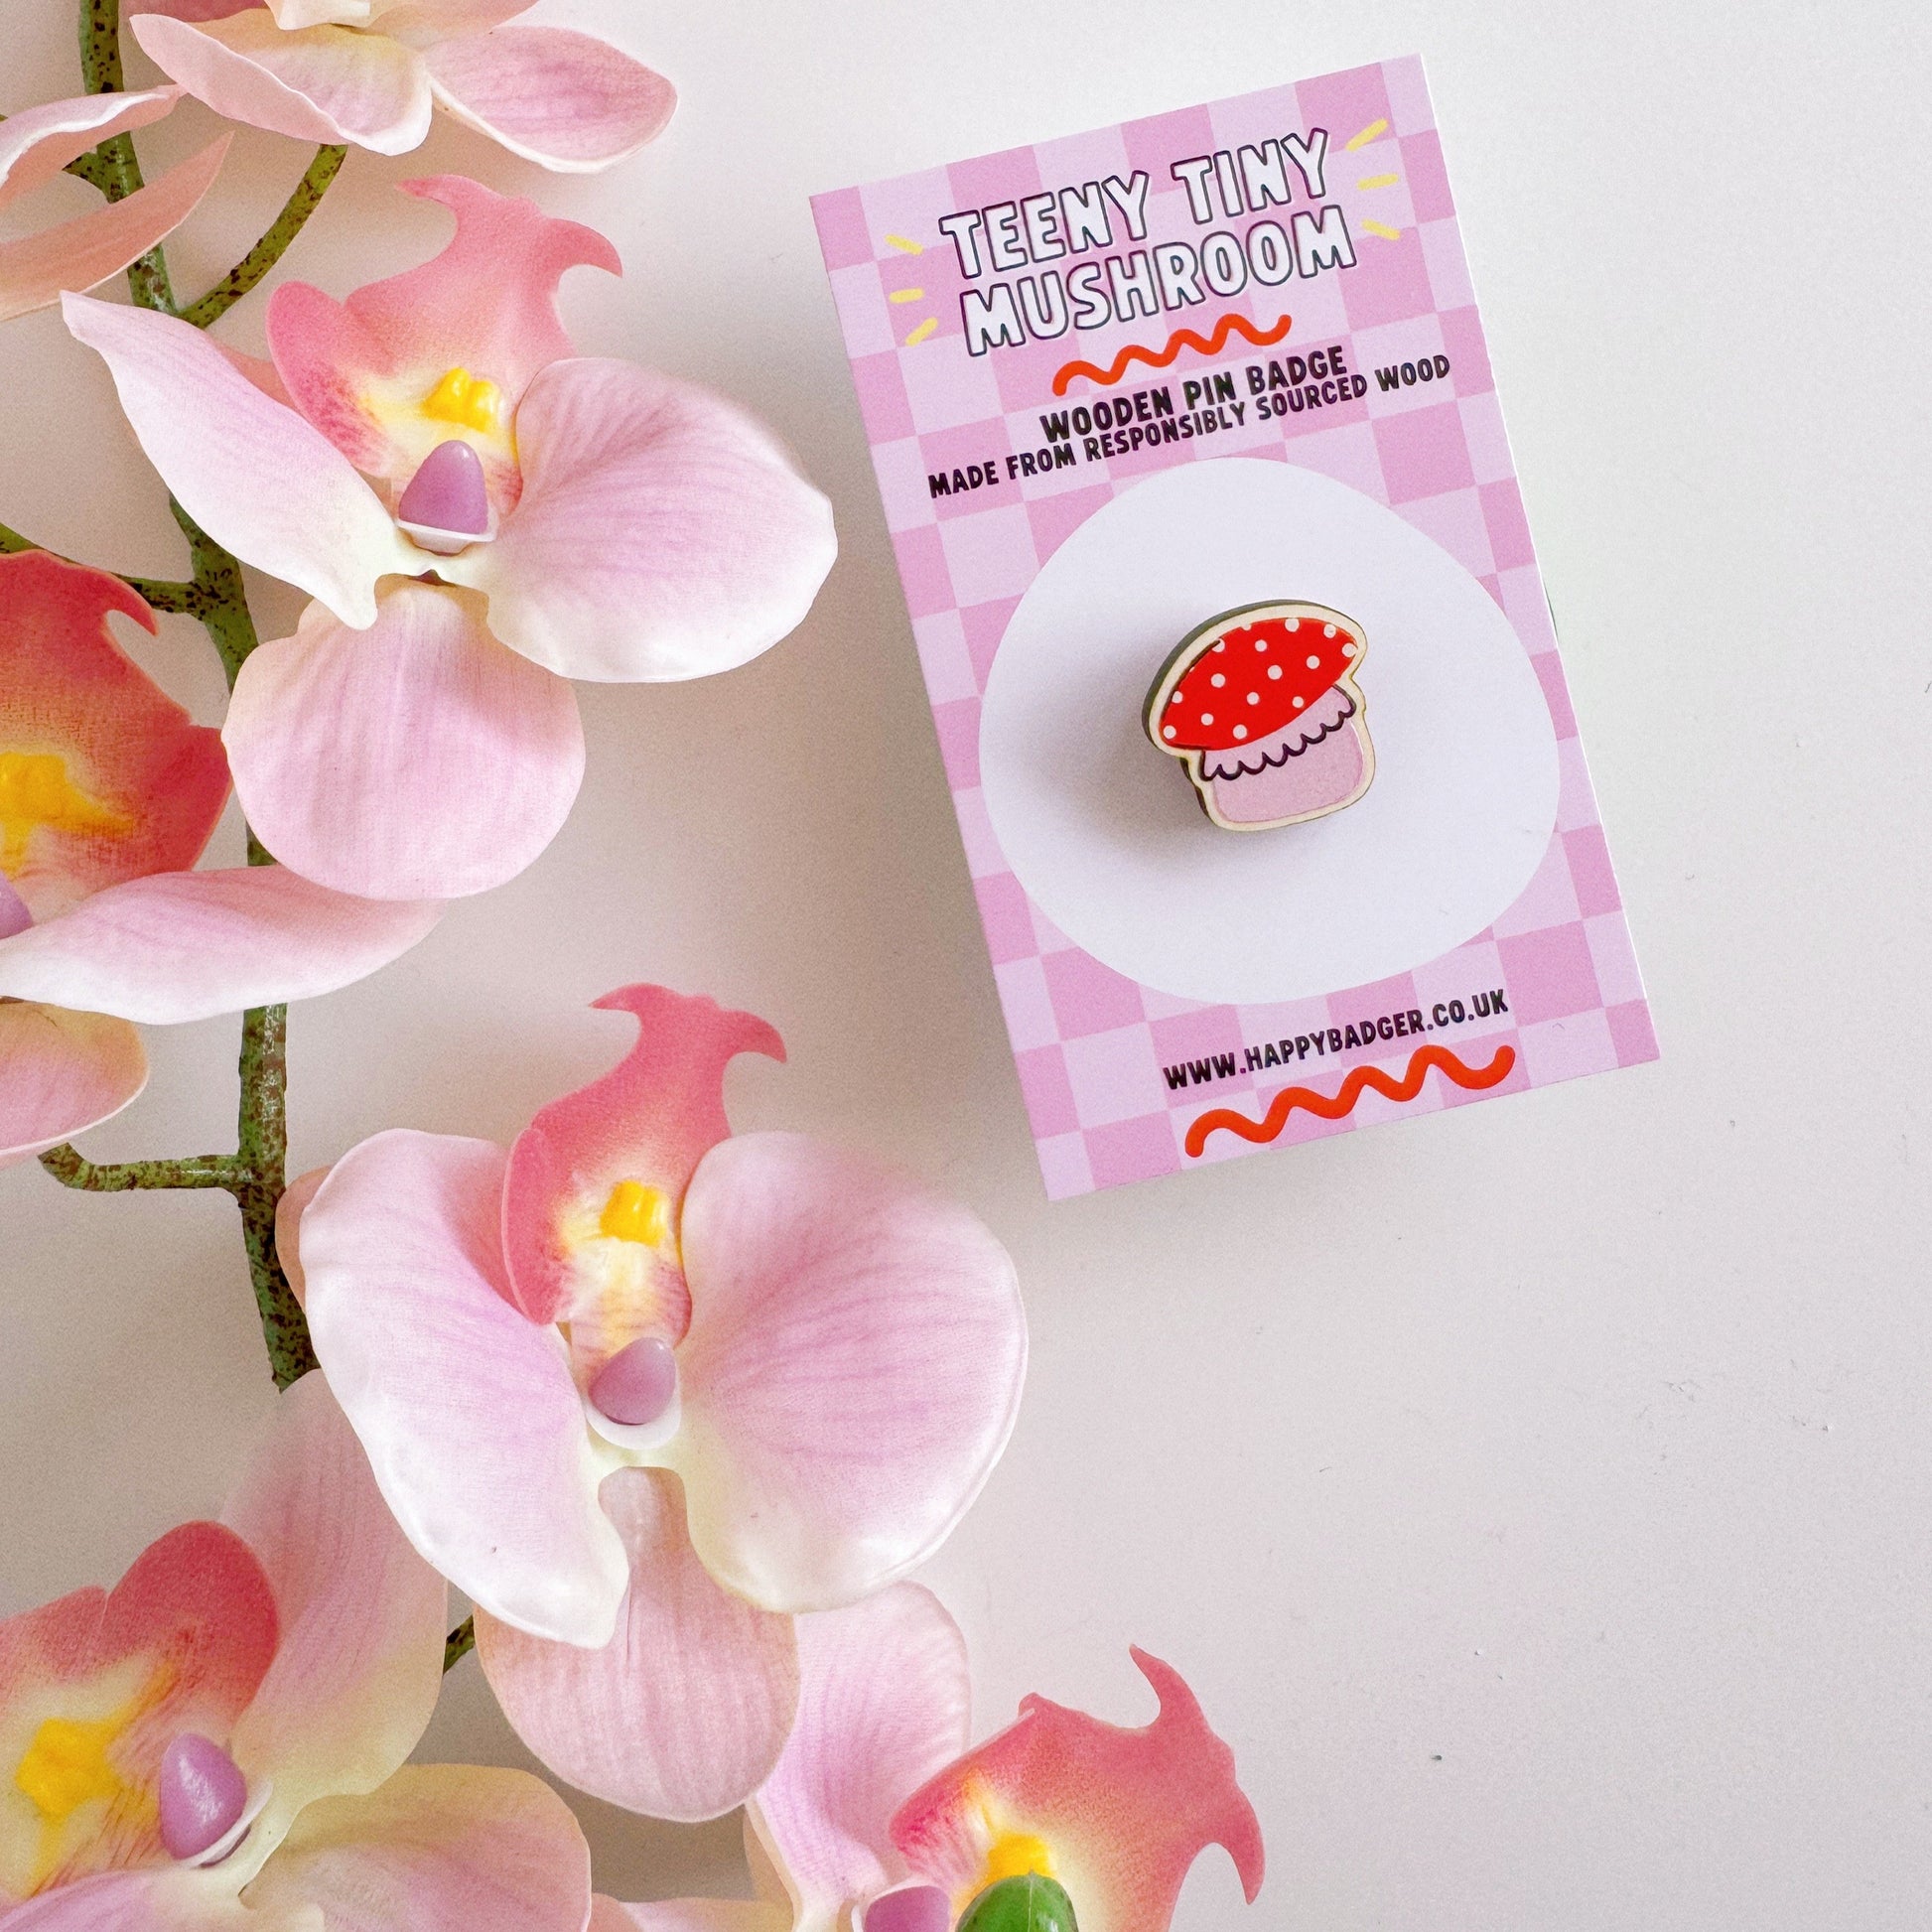 TEENY TINY
MUSHROOM
WOODEN PIN BADGE
MADE FROM RESPONSIBLY SOURCED WOOD
WWW.HAPPYBADGER.CO.UK